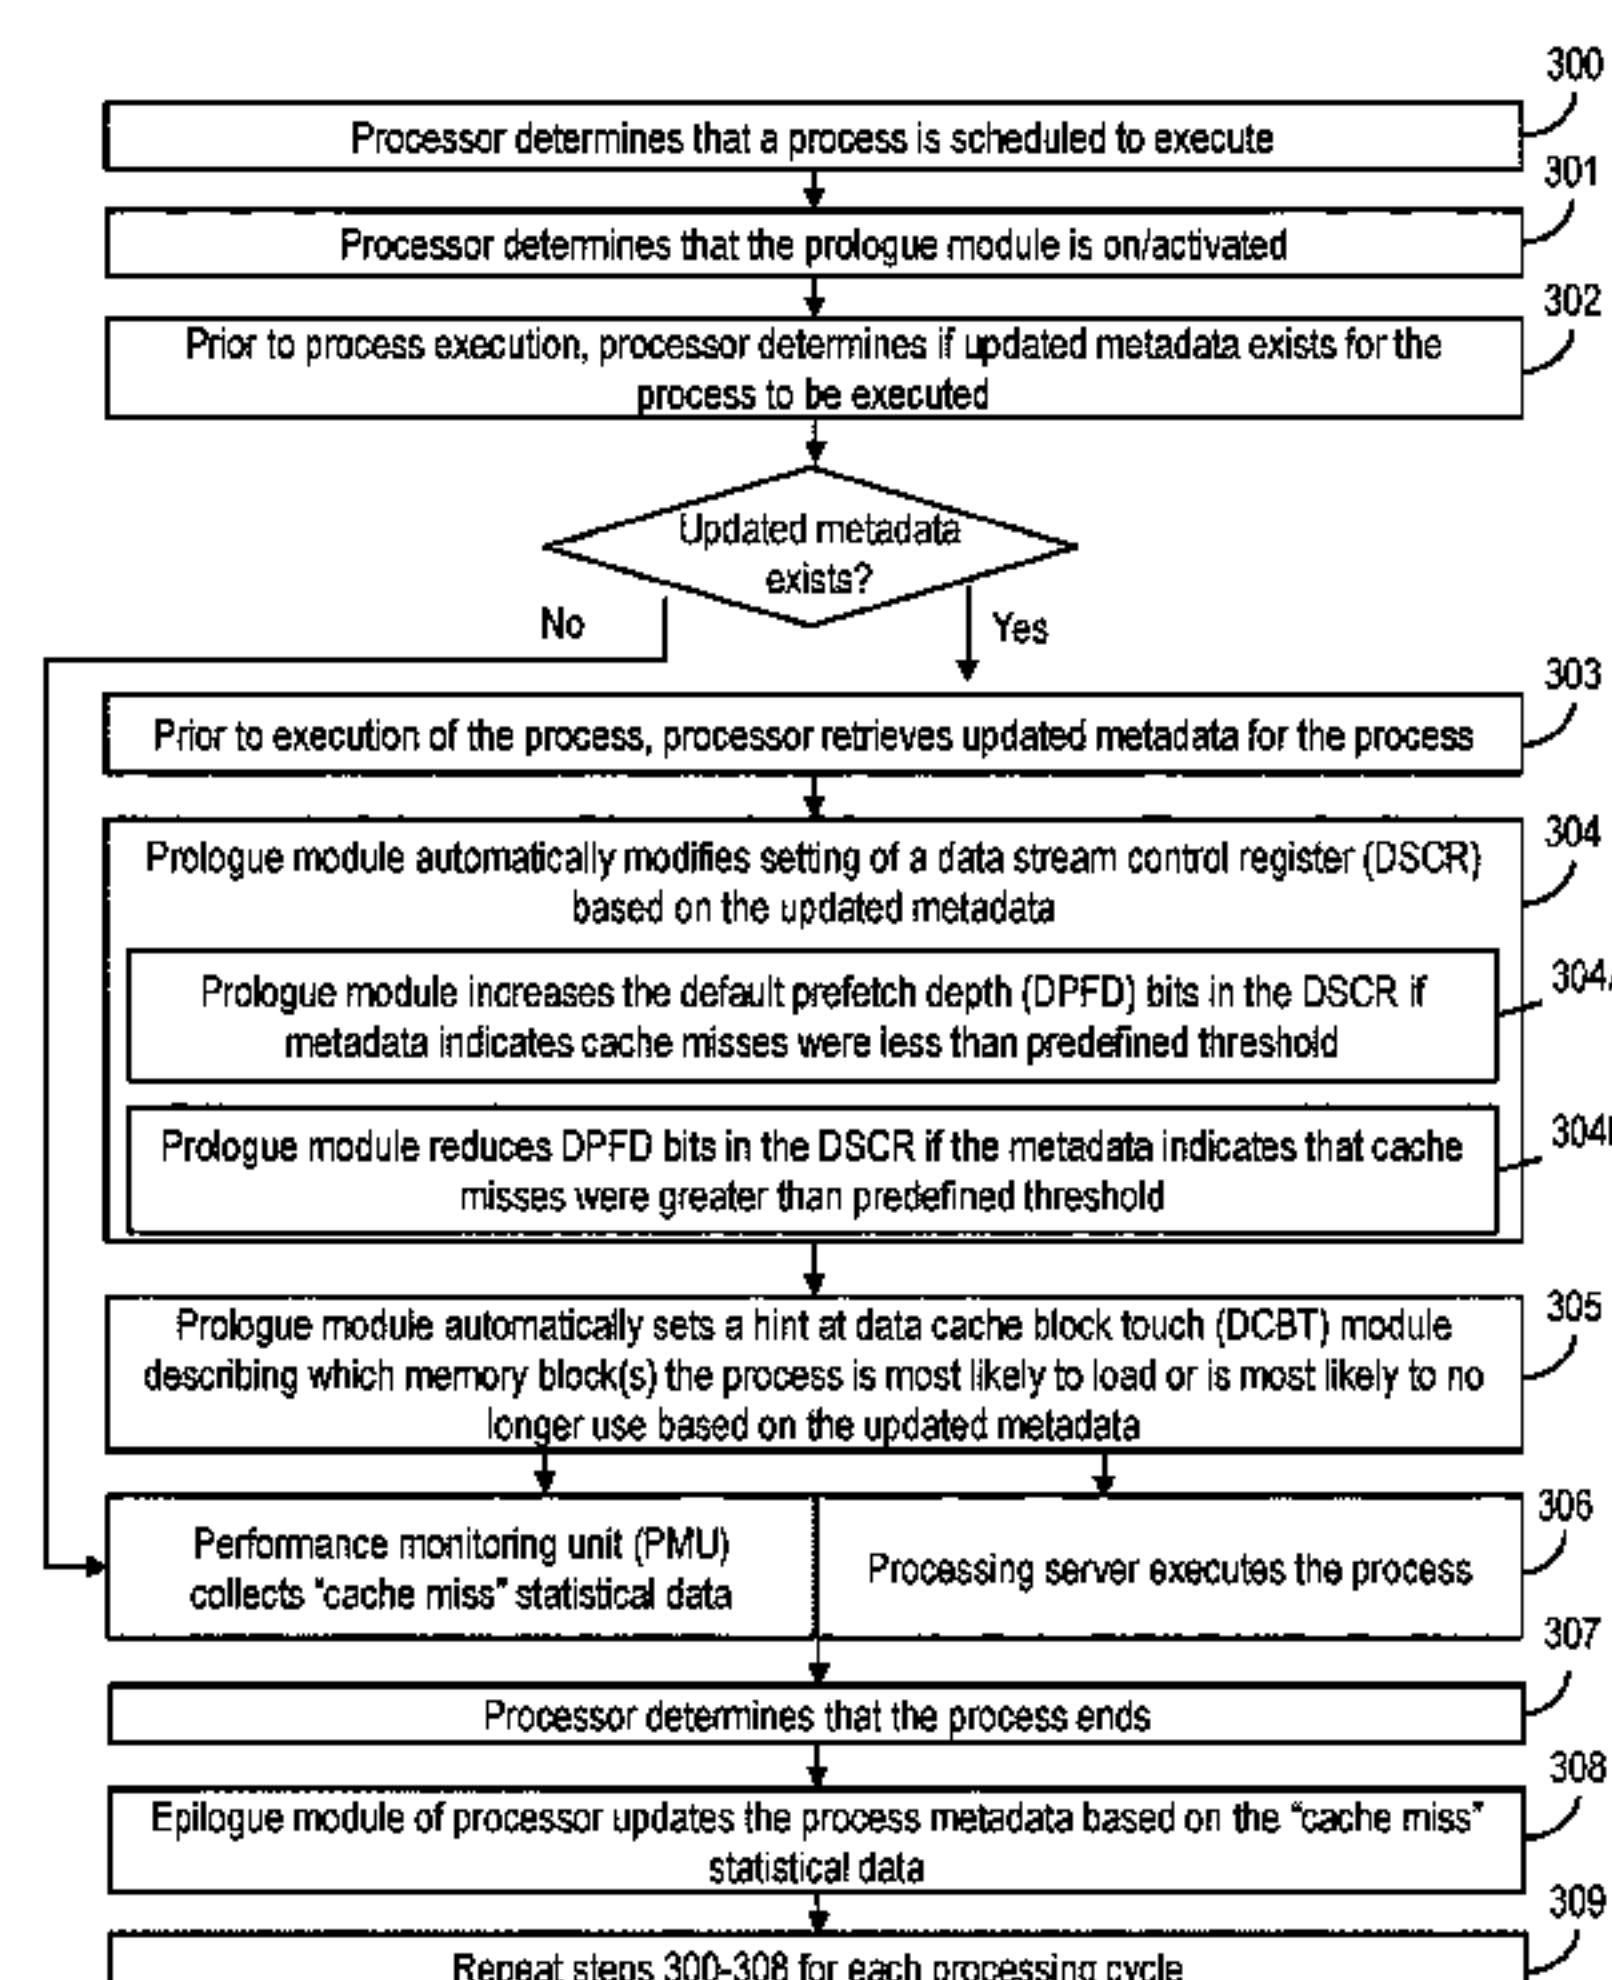 300
Processor determines that a process is scheduled to execute
301
Processor determines that the prologue module is on/activated
302
Prior to process execution, processor determines if updated metadata exists for the
process to be executed
Updated metadata
exists?
No
Yes
303
Prior to execution of the process, processor retrieves updated metadata for the process
304
Prologue module automatically modifies setting of a data stream control register (DSCR)
based on the updated metadata
304
Prologue module increases the default prefetch depth (DPFD) bits in the DSCR if
metadata indicates cache misses were less than predefined threshold
304
Prologue module reduces DPFD bits in the DSCR if the metadata indicates that cache
misses were greater than predefined threshold
305
Prologue module automatically sets a hint at data cache block touch (DCBT) module
describing which memory block(s) the process is most likely to load or is most likely to no
longer use based on the updated metadata
306
Performance monitoring unit (PMU)
collects “cache miss” statistical data
Processing server executes the process
307
Processor determines that the process ends
308
Epilogue module of processor updates the process metadata based on the “cache miss”
statistical data
309
Repeat steps 300-308 for each processing cycle